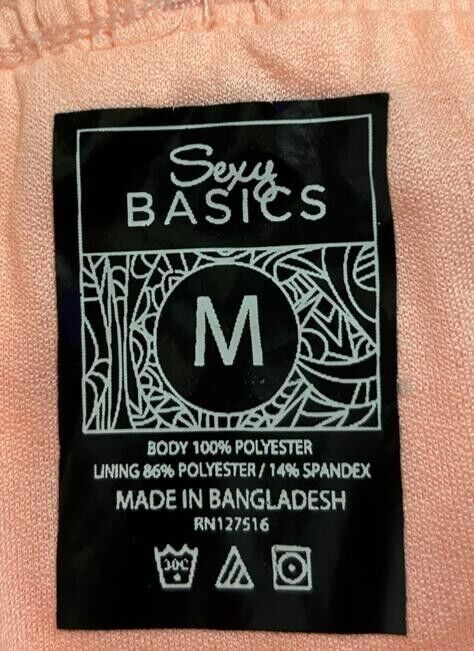 Sexy
BASICS
M
BODY 100% POLYESTER
LINING 86% POLYESTER / 14% SPANDEX
MADE IN BANGLADESH
RN127516
30C